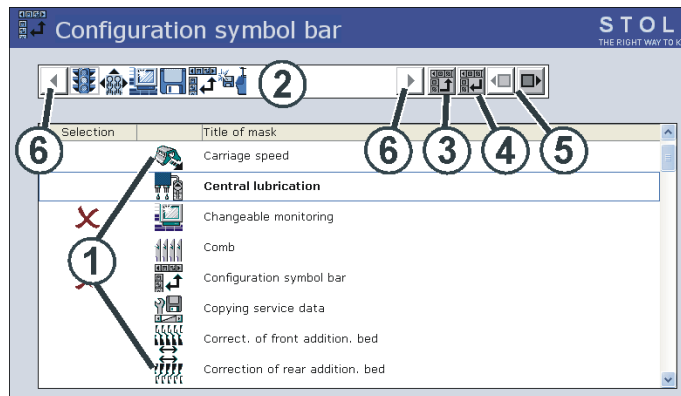 Configuration symbol bar
STOL
THE RIGHT WAY TO K
2
6
6
3
4
5
Selection
Title of mask
Carriage speed
Central lubrication
Changeable monitoring
1
Comb
Configuration symbol bar
Copying service data
Correct. of front addition. bed
Correction of rear addition. bed